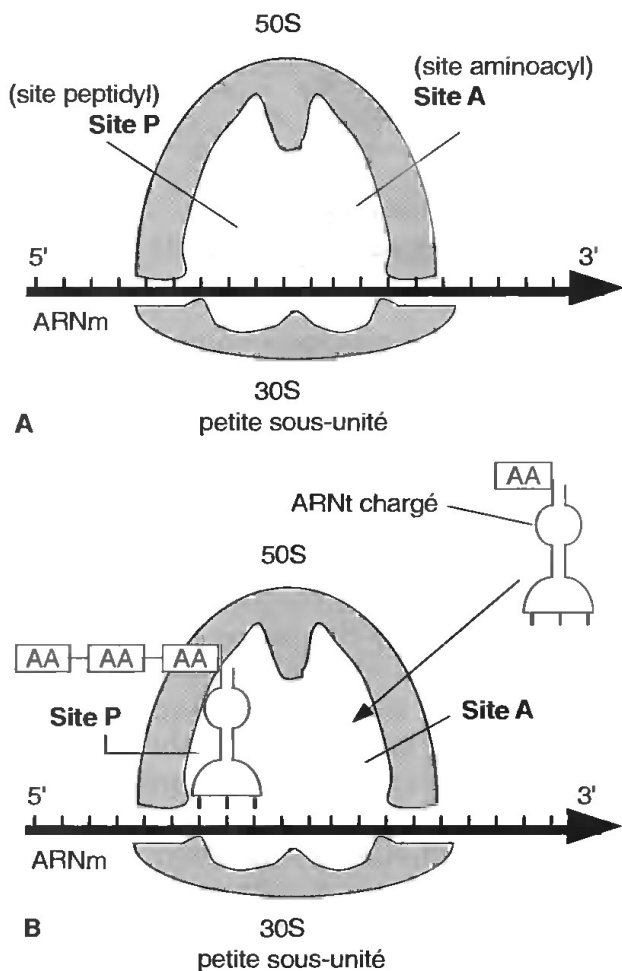 50S
(site peptidyl)
Site P
(site aminoacyl)
Site A
5'
3'
ARNm
30S
petite sous-unité
A
AA
ARNt chargé
50S
AA AA AA
Site P
Site A
5'
3'
ARNm
30S
petite sous-unité
B